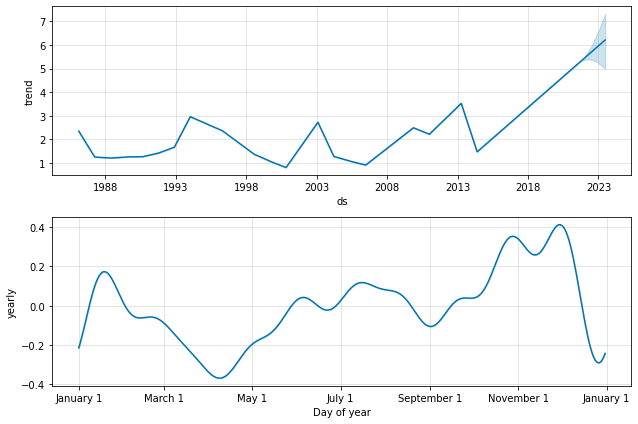 7
6
5
4
3
2
1
trend
1988 1993 1998 2003 2008 2013 2018 2023
ds
0.4
0.2
0.0
−0.2
−0.4
yearly
January 1 March 1 May 1 July 1 September 1 November 1 January 1
Day of year